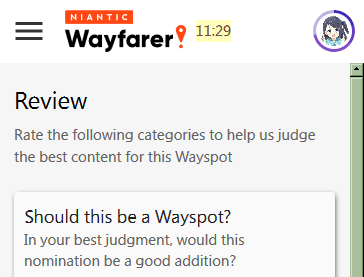 NIANTIC
Wayfarer
11:29
Review
Rate the following categories to help us judge
the best content for this Wayspot
Should this be a Wayspot?
In your best judgment, would this
nomination be a good addition?